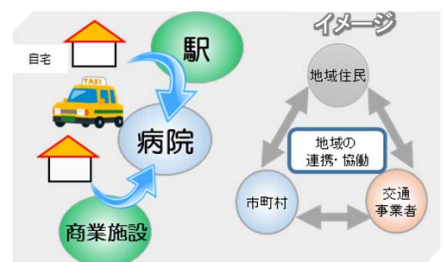 イメージ
自宅
駅
TAXI
病院
商業施設
地域住民
地域の
連携・協働
市町村
交通
事業者